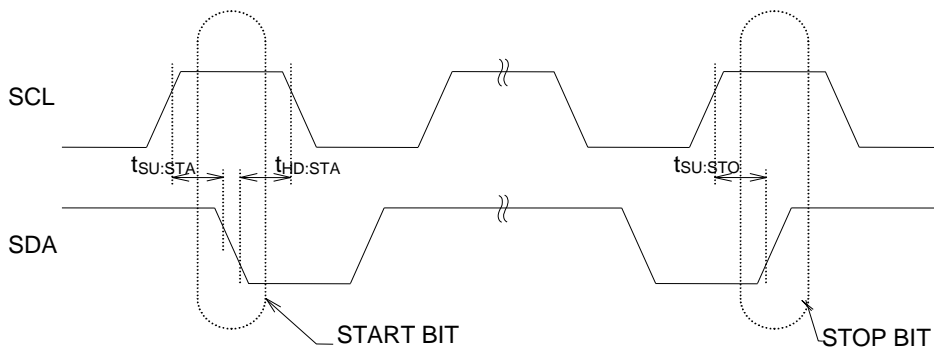 SCL
tSU:STA
tHD:STA
tSU:STO
SDA
START BIT
STOP BIT